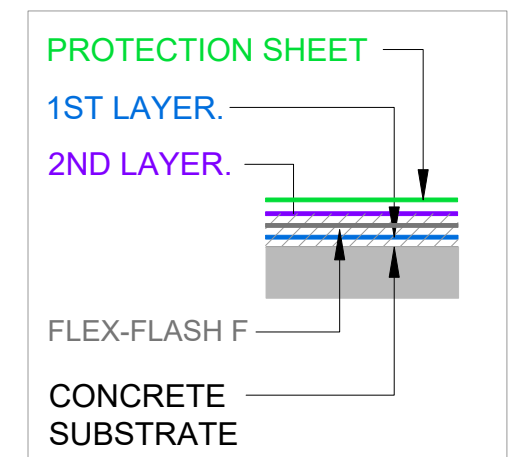 PROTECTION SHEET
1ST LAYER.
2ND LAYER.
FLEX-FLASH F
CONCRETE
SUBSTRATE